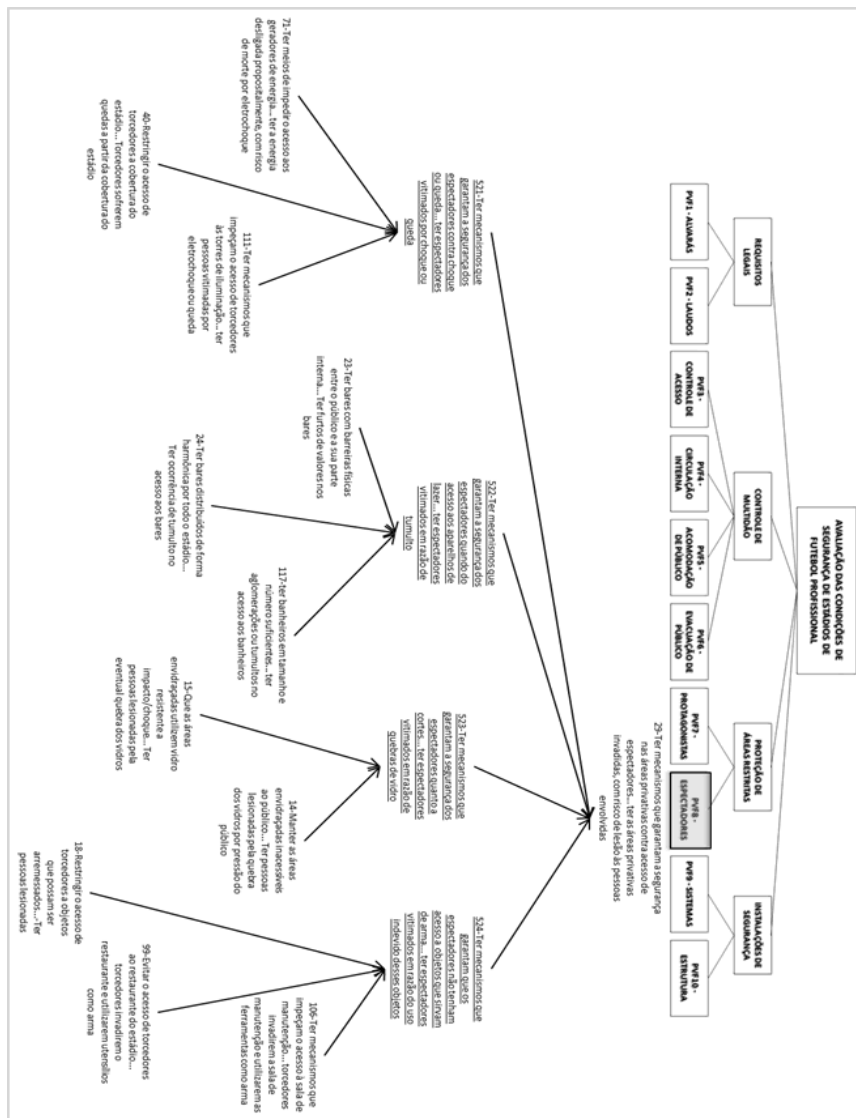 AVALIAÇÃO DAS CONDIÇÕES DE
SEGURANÇA DE ESTÁDIOS DE
FUTEBOL PROFISSIONAL
REQUISITOS
LEGAIS
CONTROLE DE
MULTIDÃO
PROTEÇÃO DE
ÁREAS RESTRITAS
INSTALAÇÕES DE
SEGURANÇA
PVF1 - ALVARÁS
PVF2 - LAUDOS
PVF3 -
CONTROLE DE
ACESSO
PVF4 -
CIRCULAÇÃO
INTERNA
PVF5 -
ACOMODAÇÃO
DE PÚBLICO
PVF6 -
EVACUAÇÃO DE
PÚBLICO
PVF7 -
PROTAGONISTAS
PVF8 -
ESPECTADORES
PVF9 - SISTEMAS
PVF10 -
ESTRUTURA
29-Ter mecanismos que garantam a segurança
nas áreas privativas contra acesso de
espectadores... ter as áreas privativas
invadidas, com risco de lesão às pessoas
envolvidas
521-Ter mecanismos que
garantam a segurança dos
espectadores contra choque
ou queda... ter espectadores
vitimados por choque ou
queda
522-Ter mecanismos que
garantam a segurança dos
espectadores quando do
acesso aos aparelhos de
lazer... ter espectadores
vitimados em razão de
tumulto
523-Ter mecanismos que
garantam a segurança dos
espectadores quanto a
cortes... ter espectadores
vitimados em razão de
quebras de vidro
524-Ter mecanismos que
garantam que os
espectadores não tenham
acesso a objetos que sirvam
de arma... ter espectadores
vitimados em razão do uso
indevido desses objetos
71-Ter meios de impedir o acesso aos
geradores de energia... ter a energia
desligada propositalmente, com risco
de morte por eletrochoque
40-Restringir o acesso de
torcedores a cobertura do
estádio... Torcedores sofrerem
quedas a partir da cobertura do
estádio
111-Ter mecanismos que
impeçam o acesso de torcedores
às torres de iluminação... ter
pessoas vitimadas por
eletrochoque ou queda
23-Ter bares com barreiras físicas
entre o público e a sua parte
interna... Ter furtos de valores nos
bares
24-Ter bares distribuídos de forma
harmônica por todo o estádio...
Ter ocorrência de tumulto no
acesso aos bares
117-ter banheiros em tamanho e
número suficientes... ter
aglomerações ou tumultos no
acesso aos banheiros
15-Que as áreas
envidraçadas utilizem vidro
resistente a
impacto/choque... Ter
pessoas lesionadas pela
eventual quebra dos vidros
14-Manter as áreas
envidraçadas inacessíveis
ao público... Ter pessoas
lesionadas pela quebra
dos vidros por pressão do
público
18-Restringir o acesso de
torcedores a objetos
que possam ser
arremessados...-Ter
pessoas lesionadas
99-Evitar o acesso de torcedores
ao restaurante do estádio...
torcedores invadirem o
restaurante e utilizarem utensílios
como arma
106-Ter mecanismos que
impeçam o acesso à sala de
manutenção... torcedores
invadirem a sala de
manutenção e utilizarem as
ferramentas como arma